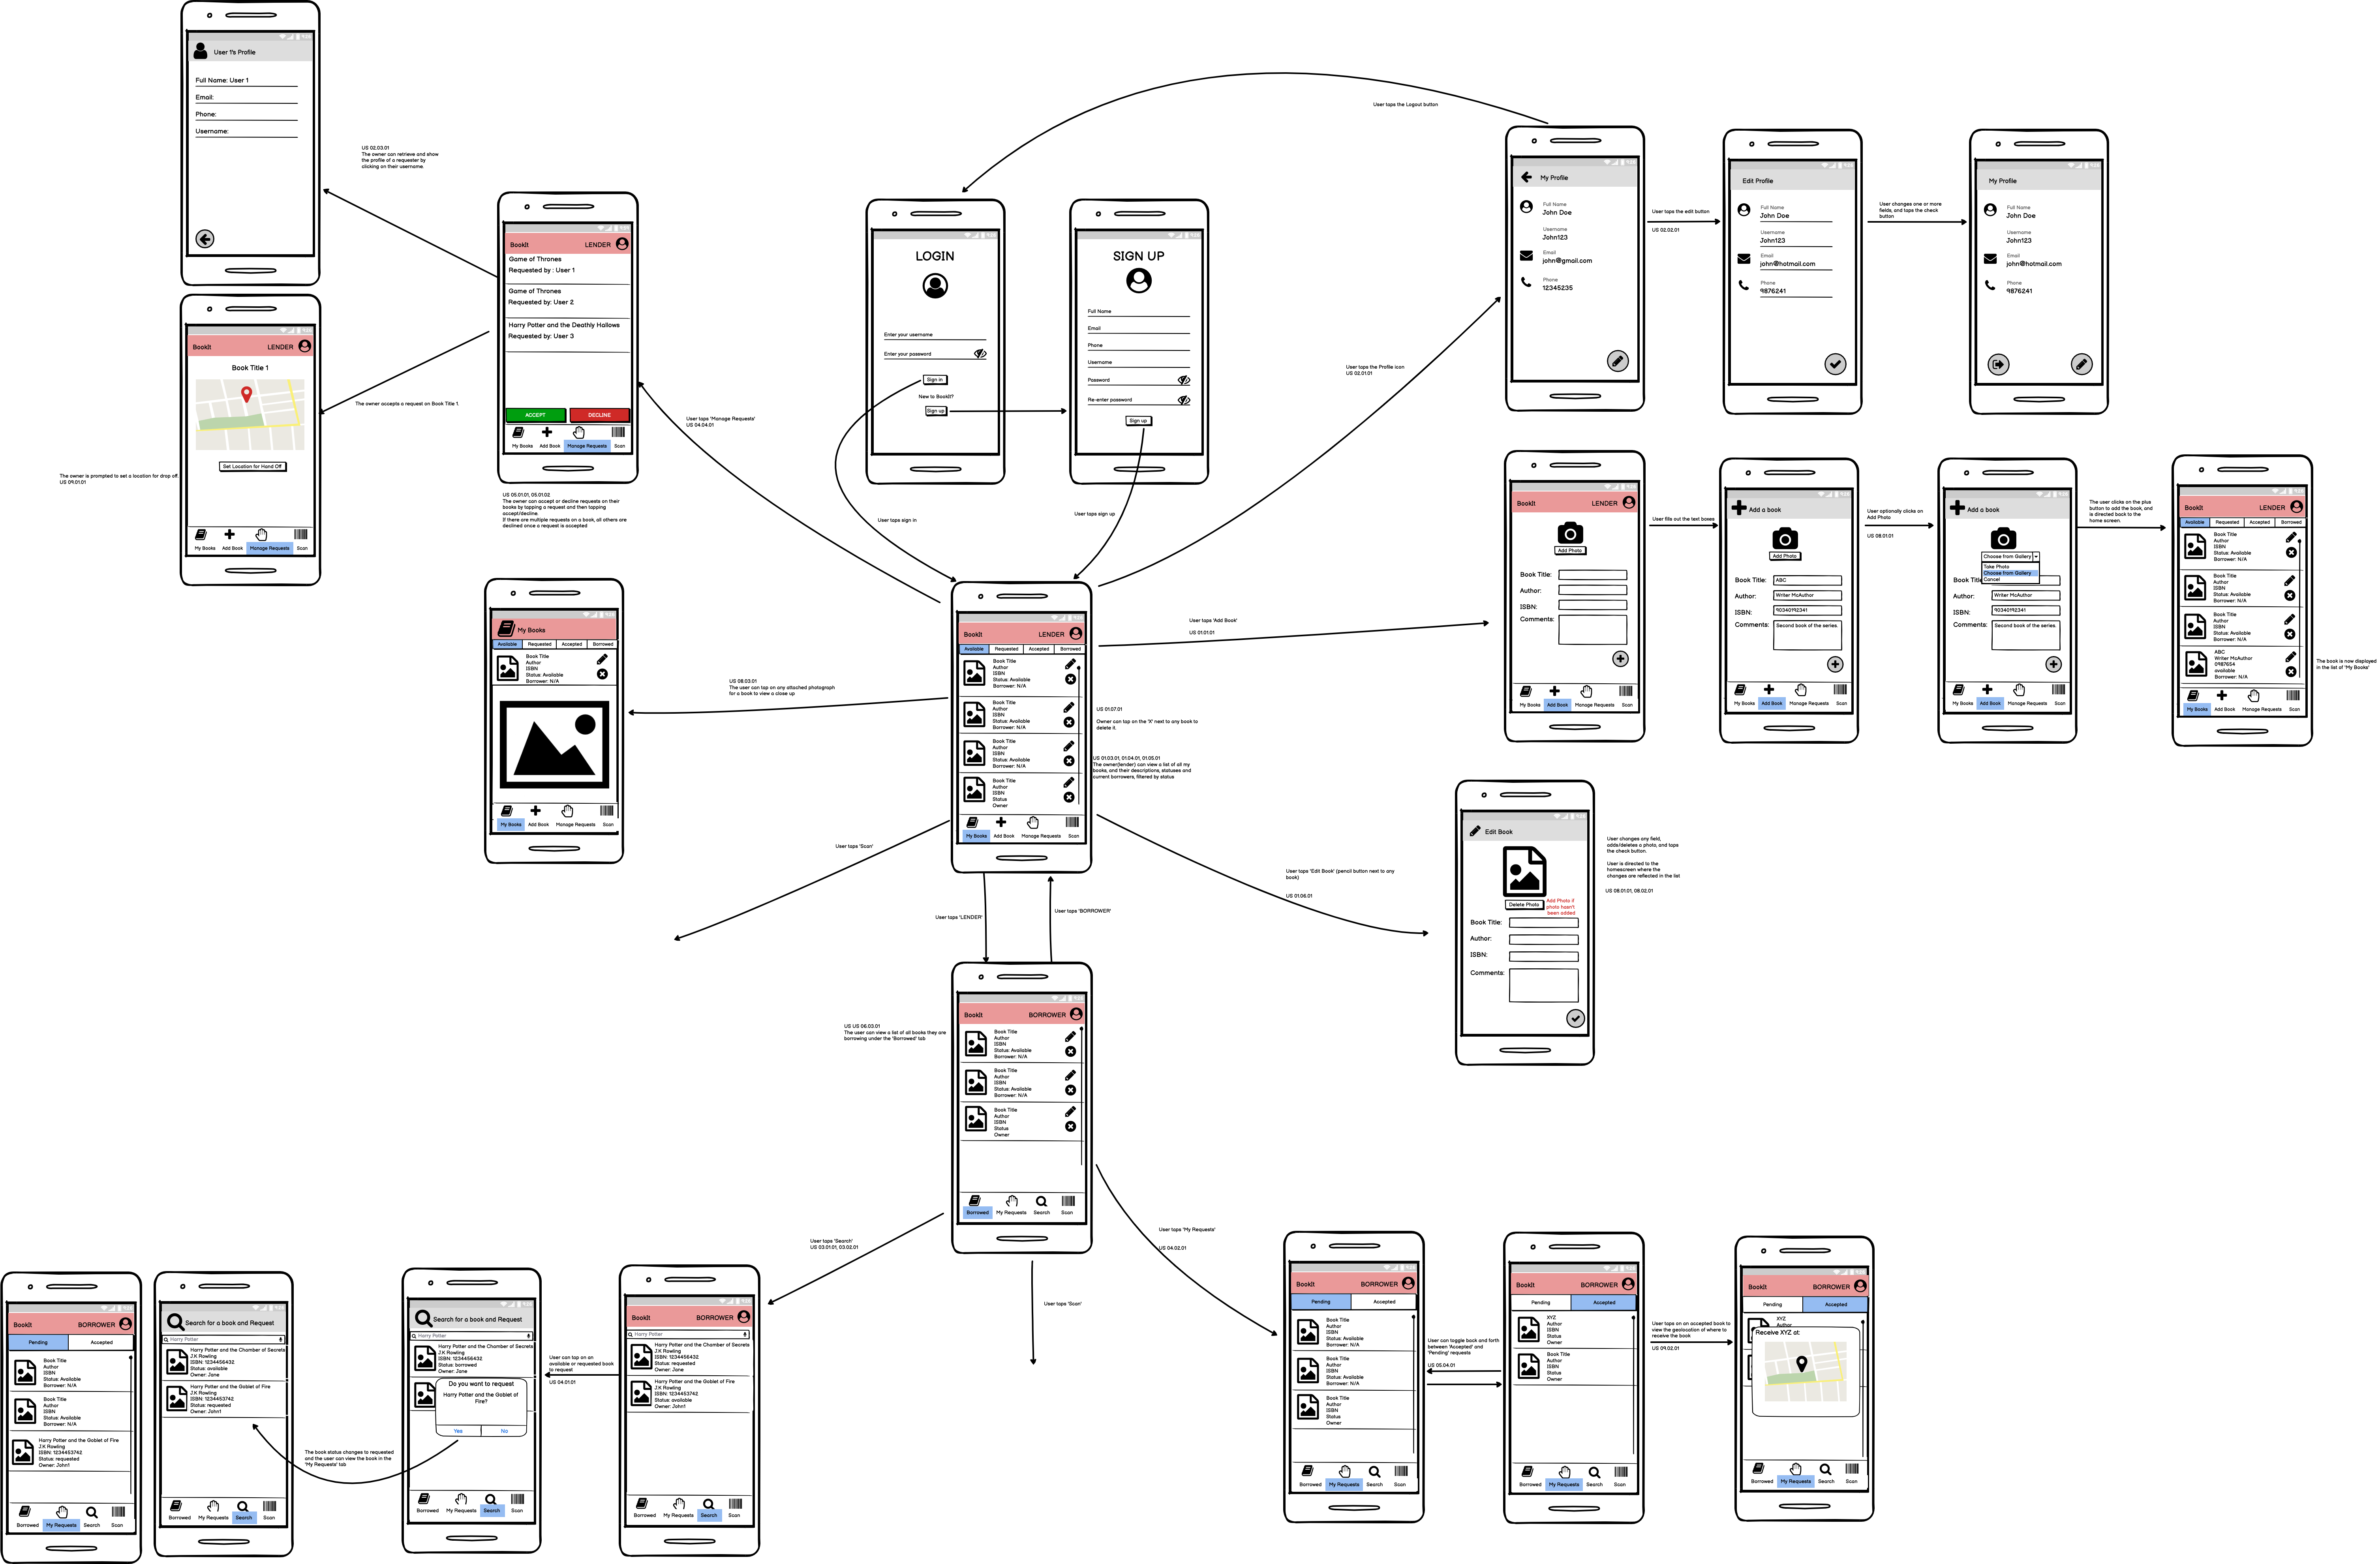 User 1's Profile
Full Name: User 1
Email:
Phone:
Username:
US 02.03.01
The owner can retrieve and show
the profile of a requester by
clicking on their username.
BookIt LENDER
Book Title 1
Set Location for Hand Off
My Books Add Book Manage Requests Scan
The owner is prompted to set a location for drop off.
US 09.01.01
The owner accepts a request on Book Title 1.
BookIt LENDER
Game of Thrones
Requested by : User 1
Game of Thrones
Requested by: User 2
Harry Potter and the Deathly Hallows
Requested by: User 3
ACCEPT DECLINE
My Books Add Book Manage Requests Scan
US 05.01.01, 05.01.02
The owner can accept or decline requests on their
books by tapping a request and then tapping
accept/decline.
If there are multiple requests on a book, all others are
declined once a request is accepted
User taps 'Manage Requests'
US 04.04.01
LOGIN
Enter your username
Enter your password
Sign in
New to BookIt?
Sign up
User taps sign in
SIGN UP
Full Name
Email
Phone
Username
Password
Re-enter password
Sign up
User taps sign up
User taps the Logout button
User taps the Profile icon
US 02.01.01
My Profile
Full Name
John Doe
Username
John123
Email
john@gmail.com
Phone
12345235
User taps the edit button
US 02.02.01
Edit Profile
Full Name
John Doe
Username
John123
Email
john@hotmail.com
Phone
9876241
User changes one or more
fields, and taps the check
button
My Profile
Full Name
John Doe
Username
John123
Email
john@hotmail.com
Phone
9876241
BookIt LENDER
Add Photo
Book Title:
Author:
ISBN:
Comments:
My Books Add Book Manage Requests Scan
User fills out the text boxes
Add a book
Add Photo
Book Title: ABC
Author: Writer McAuthor
ISBN: 90340192341
Comments: Second book of the series.
My Books Add Book Manage Requests Scan
User optionally clicks on
Add Photo
US 08.01.01
Add a book
Choose from Gallery
Take Photo
Choose from Gallery
Cancel
Book Title
Author: Writer McAuthor
ISBN: 90340192341
Comments: Second book of the series.
My Books Add Book Manage Requests Scan
The user clicks on the plus
button to add the book, and
is directed back to the
home screen.
BookIt LENDER
Available Requested Accepted Borrowed
Book Title
Author
ISBN
Status: Available
Borrower: N/A
Book Title
Author
ISBN
Status: Available
Borrower: N/A
Book Title
Author
ISBN
Status: Available
Borrower: N/A
ABC
Writer McAuthor
0987654
available
Borrower: N/A
My Books Add Book Manage Requests Scan
The book is now displayed
in the list of 'My Books'
My Books
Available Requested Accepted Borrowed
Book Title
Author
ISBN
Status: Available
Borrower: N/A
My Books Add Book Manage Requests Scan
US 08.03.01
The user can tap on any attached photograph
for a book to view a close up
BookIt LENDER
Available Requested Accepted Borrowed
Book Title
Author
ISBN
Status: Available
Borrower: N/A
Book Title
Author
ISBN
Status: Available
Borrower: N/A
Book Title
Author
ISBN
Status: Available
Borrower: N/A
Book Title
Author
ISBN
Status
Owner
My Books Add Book Manage Requests Scan
User taps 'Add Book'
US 01.01.01
US 01.07.01
Owner can tap on the 'X' next to any book to
delete it.
US 01.03.01, 01.04.01, 01.05.01
The owner(lender) can view a list of all my
books, and their descriptions, statuses and
current borrowers, filtered by status
User taps 'Scan'
User taps 'LENDER'
User taps 'BORROWER'
User taps 'Edit Book' (pencil button next to any
book)
US 01.06.01
Edit Book
Delete Photo
Add Photo if
photo hasn't
been added
Book Title:
Author:
ISBN:
Comments:
User changes any field,
adds/deletes a photo, and taps
the check button.
User is directed to the
homescreen where the
changes are reflected in the list
US 08.01.01, 08.02.01
US US 06.03.01
The user can view a list of all books they are
borrowing under the 'Borrowed' tab
BookIt BORROWER
Book Title
Author
ISBN
Status: Available
Borrower: N/A
Book Title
Author
ISBN
Status: Available
Borrower: N/A
Book Title
Author
ISBN
Status
Owner
Borrowed My Requests Search Scan
User taps 'Search'
US 03.01.01, 03.02.01
User taps 'Scan'
User taps 'My Requests'
US 04.02.01
BookIt BORROWER
Pending Accepted
Book Title
Author
ISBN
Status: Available
Borrower: N/A
Book Title
Author
ISBN
Status: Available
Borrower: N/A
Harry Potter and the Goblet of Fire
J.K Rowling
ISBN: 1234453742
Status: requested
Owner: John1
Borrowed My Requests Search Scan
Search for a book and Request
Harry Potter
Harry Potter and the Chamber of Secrets
J.K Rowling
ISBN: 1234456432
Status: available
Owner: Jane
Harry Potter and the Goblet of Fire
J.K Rowling
ISBN: 1234453742
Status: requested
Owner: John1
Borrowed My Requests Search Scan
The book status changes to requested
and the user can view the book in the
'My Requests' tab
Search for a book and Request
Harry Potter
Harry Potter and the Chamber of Secrets
J.K Rowling
ISBN: 1234456432
Status: borrowed
Owner: Jane
Do you want to request
Harry Potter and the Goblet of
Fire?
Yes No
Borrowed My Requests Search Scan
User can tap on an
available or requested book
to request
US 04.01.01
BookIt BORROWER
Harry Potter
Harry Potter and the Chamber of Secrets
J.K Rowling
ISBN: 1234456432
Status: requested
Owner: Jane
Harry Potter and the Goblet of Fire
J.K Rowling
ISBN: 1234453742
Status: available
Owner: John1
Borrowed My Requests Search Scan
BookIt BORROWER
Pending Accepted
Book Title
Author
ISBN
Status: Available
Borrower: N/A
Book Title
Author
ISBN
Status: Available
Borrower: N/A
Book Title
Author
ISBN
Status
Owner
Borrowed My Requests Search Scan
User can toggle back and forth
between 'Accepted' and
'Pending' requests
US 05.04.01
BookIt BORROWER
Pending Accepted
XYZ
Author
ISBN
Status
Owner
Book Title
Author
ISBN
Status
Owner
Borrowed My Requests Search Scan
User taps on an accepted book to
view the geolocation of where to
receive the book
US 09.02.01
BookIt BORROWER
Pending Accepted
XYZ
Author
Receive XYZ at:
Borrowed My Requests Search Scan